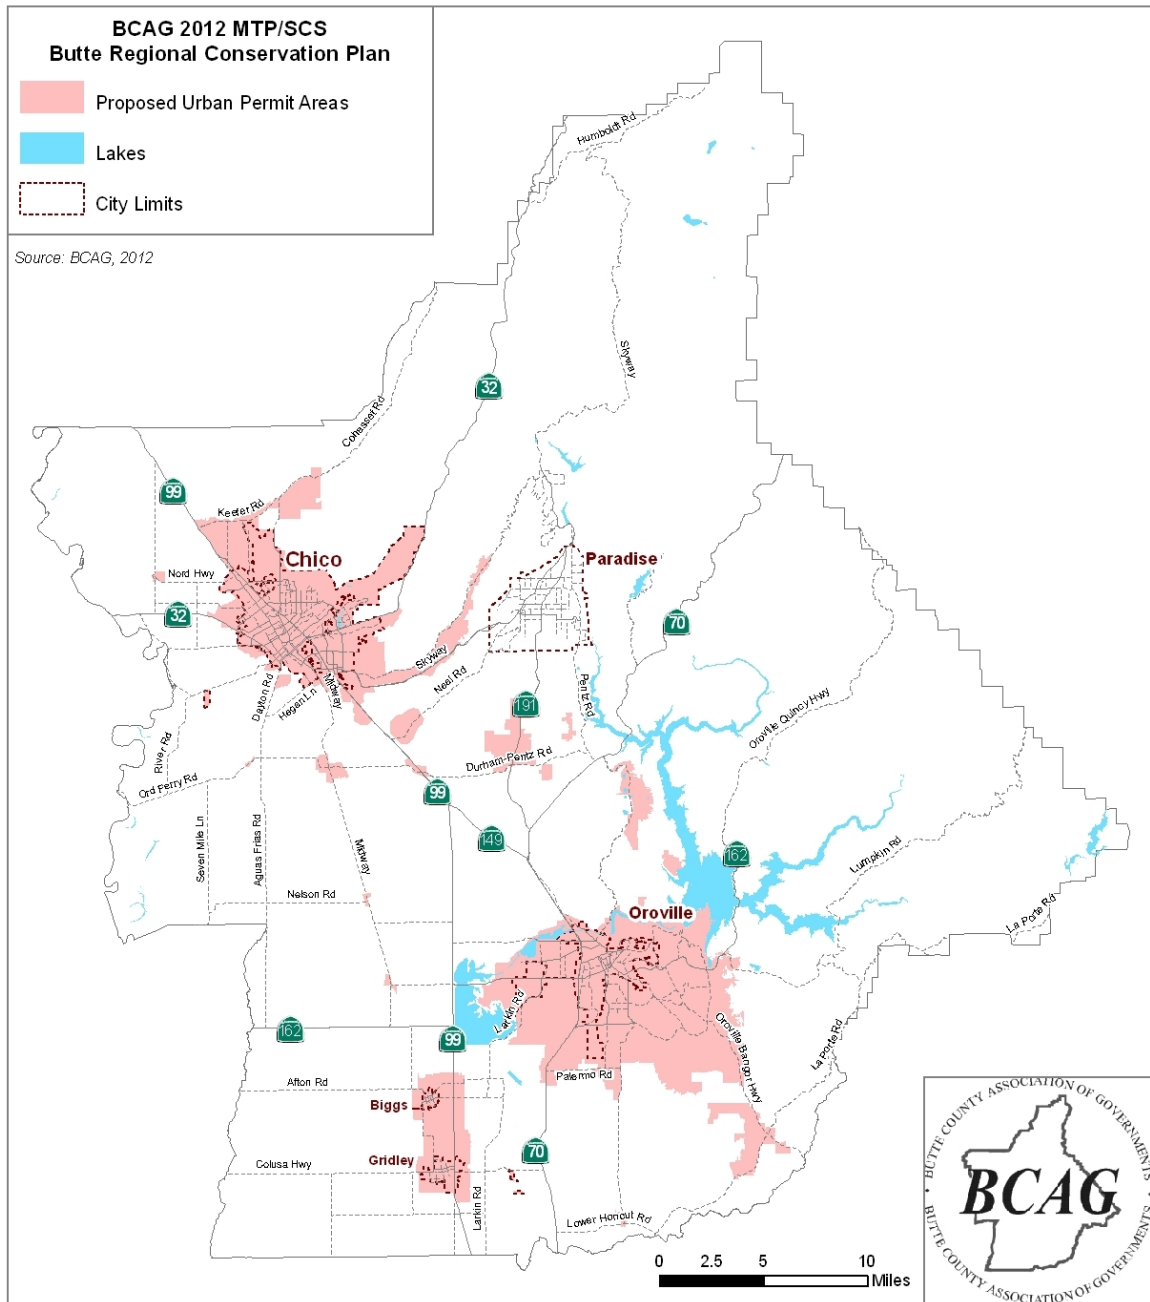 BCAG 2012 MTP/SCS
Butte Regional Conservation Plan
Proposed Urban Permit Areas
Lakes
City Limits
Source: BCAG, 2012
Humboldt Rd
Skyway
32
Cohasset Rd
99
Keefer Rd
Chico
Paradise
Nord Hwy
32
70
Skyway
Neal Rd
Pentz Rd
Dayton Rd
Hegan Ln
Midway
191
Oroville Quincy Hwy
River Rd
Durham-Pentz Rd
Ord Ferry Rd
99
149
Seven Mile Ln
Aguas Frias Rd
Midway
162
Lumpkin Rd
Nelson Rd
Oroville
La Porte Rd
Larkin Rd
162
99
Oroville Bangor Hwy
La Porte Rd
Afton Rd
Palermo Rd
Biggs
Gridley
70
Colusa Hwy
Larkin Rd
Lower Honcut Rd
0 2.5 5 10
Miles
BUTTE COUNTY ASSOCIATION OF GOVERNMENTS
BCAG
BUTTE COUNTY ASSOCIATION OF GOVERNMENTS